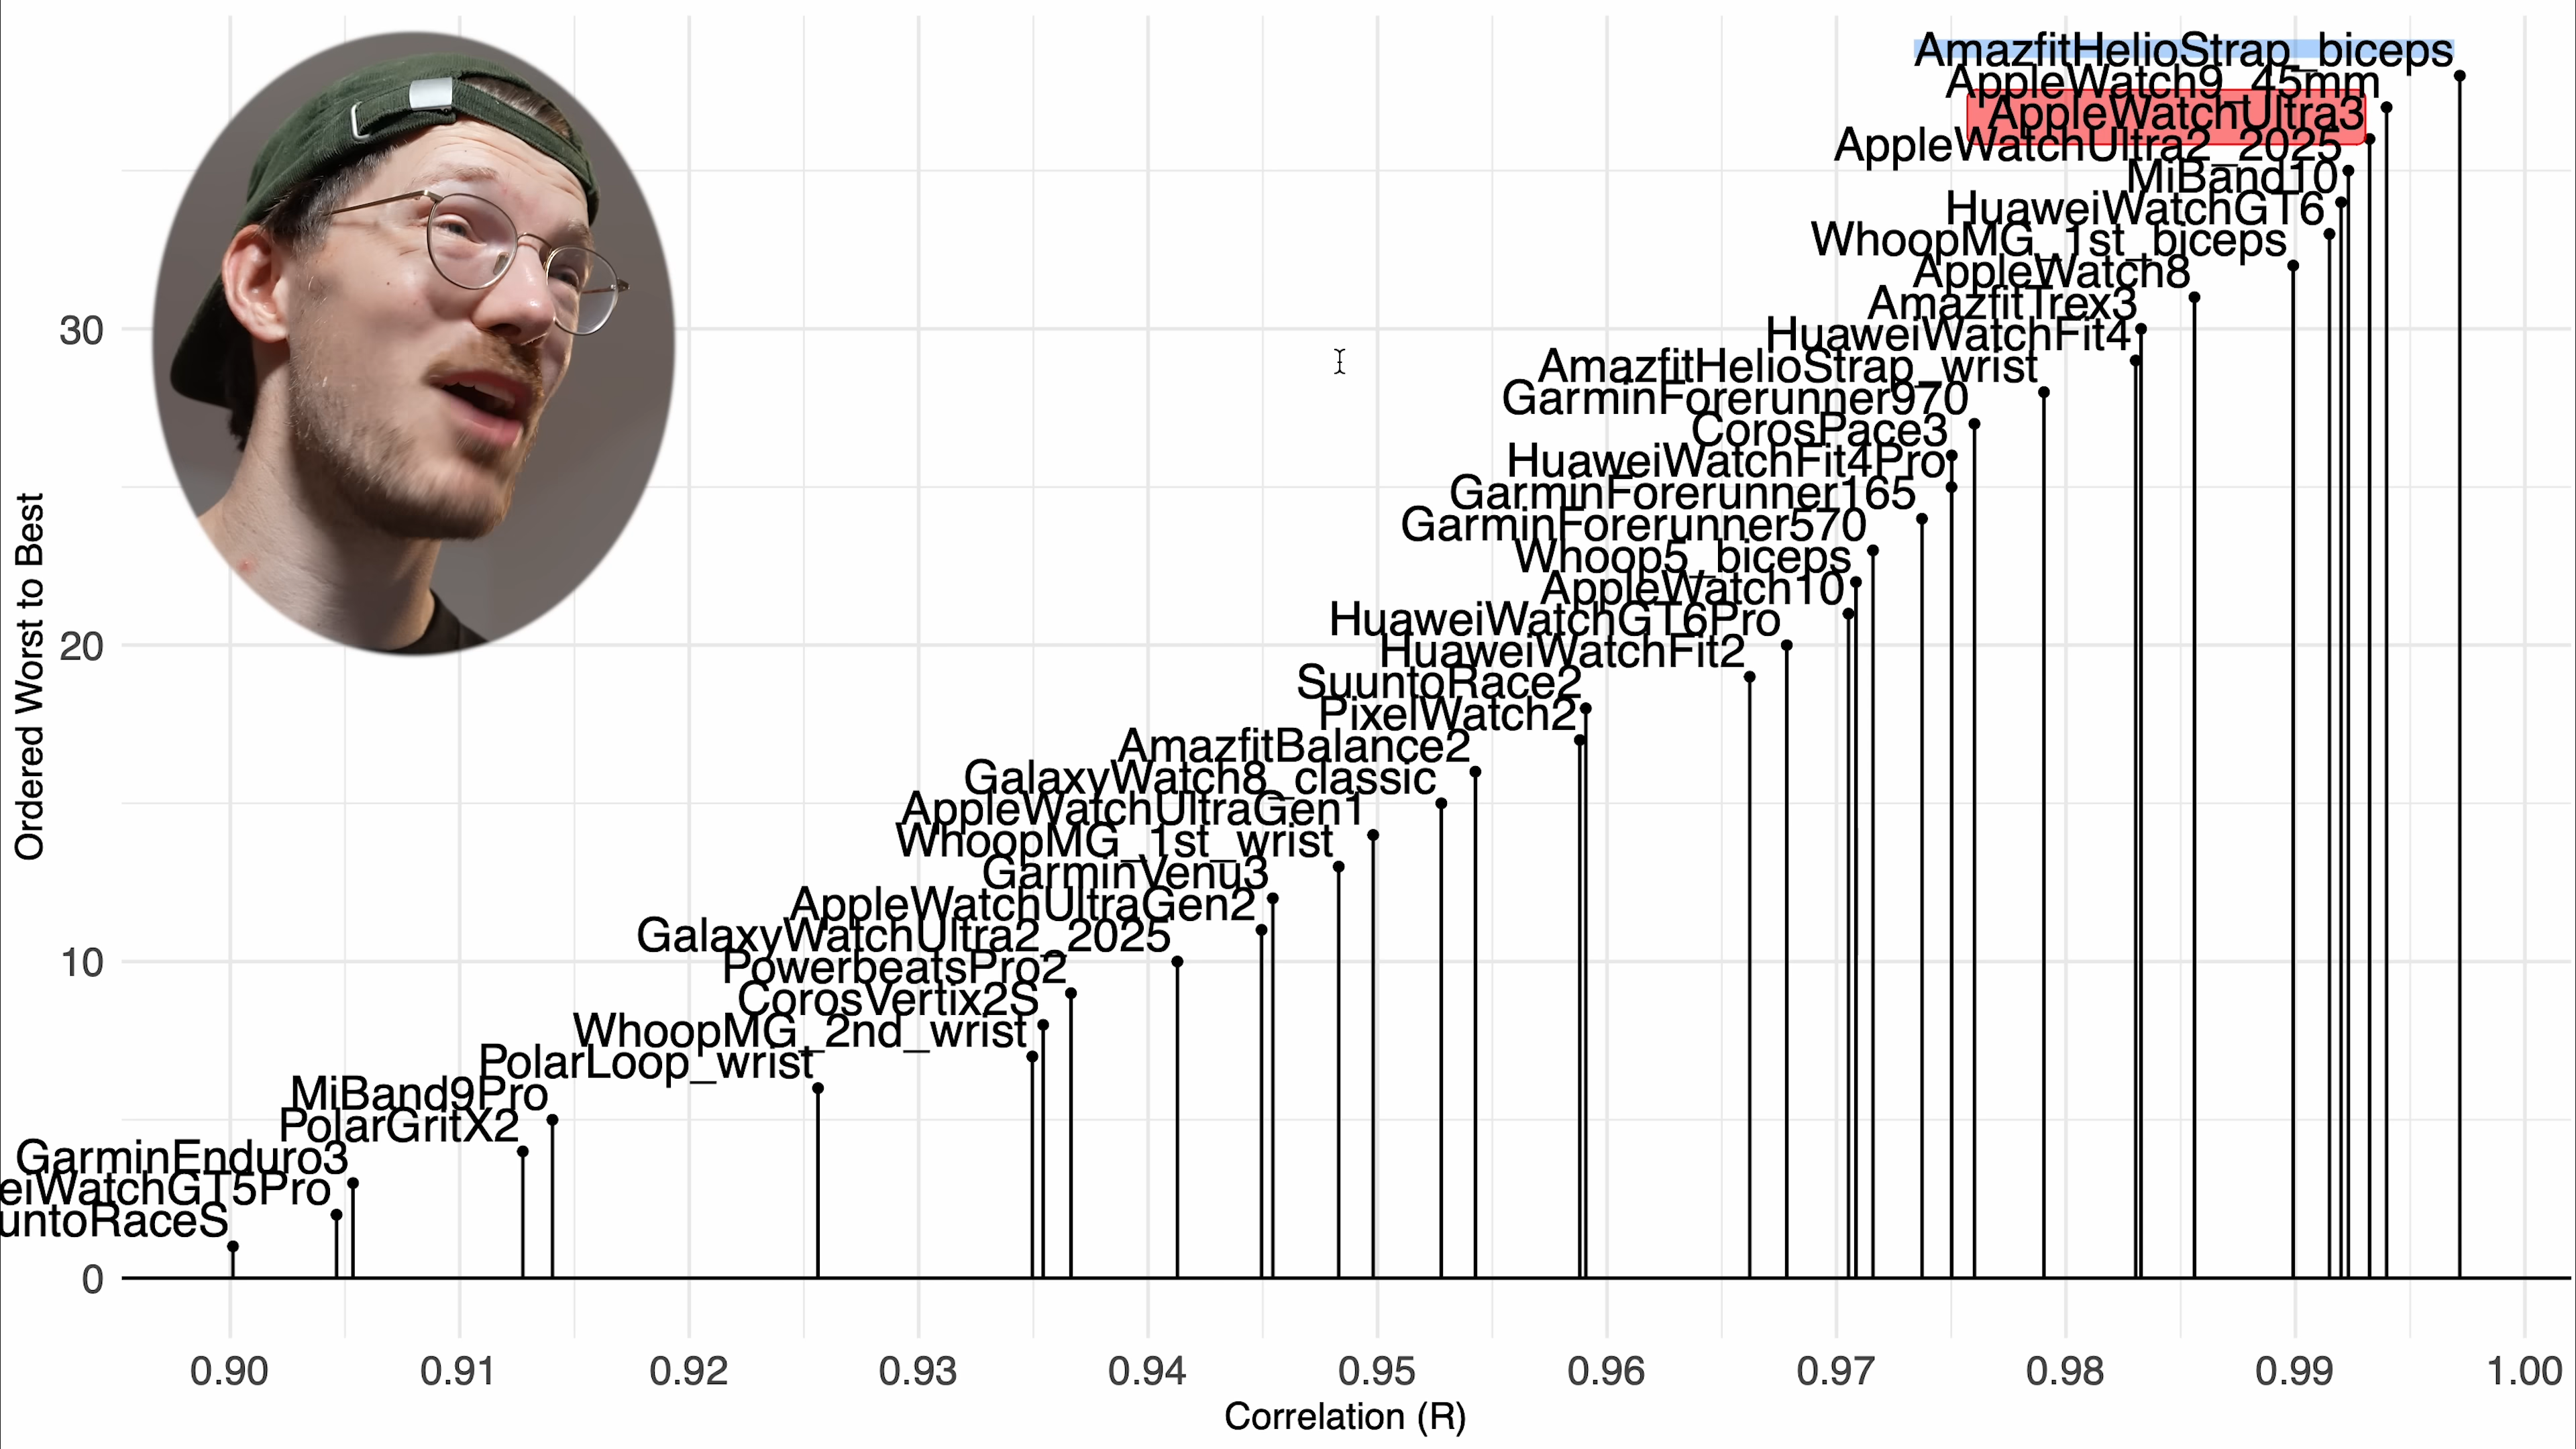 AmazfitHelioStrap_biceps
AppleWatch9_45mm
AppleWatchUltra3
AppleWatchUltra2_2025
MiBand10
HuaweiWatchGT6
WhoopMG_1st_biceps
AppleWatch8
AmazfitTrex3
30
HuaweiWatchFit4
AmazfitHelioStrap_wrist
GarminForerunner970
CorosPace3
HuaweiWatchFit4Pro
GarminForerunner165
GarminForerunner570
Whoop5_biceps
AppleWatch10
HuaweiWatchGT6Pro
20
HuaweiWatchFit2
SuuntoRace2
PixelWatch2
AmazfitBalance2
GalaxyWatch8_classic
AppleWatchUltraGen1
WhoopMG_1st_wrist
GarminVenu3
AppleWatchUltraGen2
GalaxyWatchUltra2_2025
10
PowerbeatsPro2
CorosVertix2S
WhoopMG_2nd_wrist
PolarLoop_wrist
MiBand9Pro
PolarGritX2
GarminEnduro3
eiWatchGT5Pro
untoRaceS
0
Ordered Worst to Best
0.90 0.91 0.92 0.93 0.94 0.95 0.96 0.97 0.98 0.99 1.00
Correlation (R)